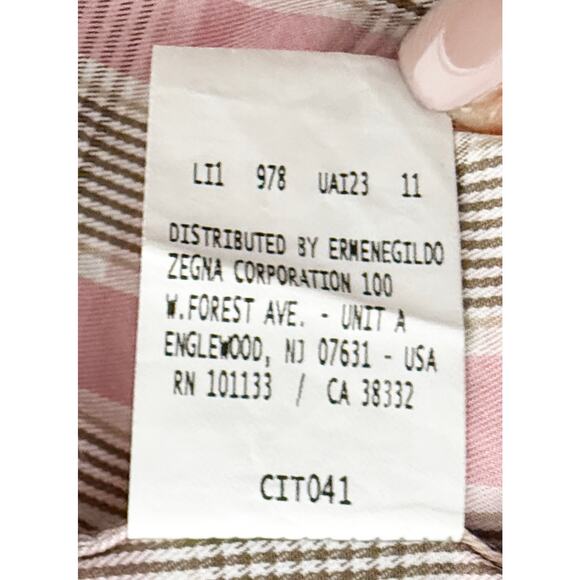 LI1 978 UAI23 11
DISTRIBUTED BY ERMENEGILDO
ZEGNA CORPORATION 100
W.FOREST AVE. - UNIT A
ENGLEWOOD, NJ 07631 - USA
RN 101133 / CA 38332
CIT041